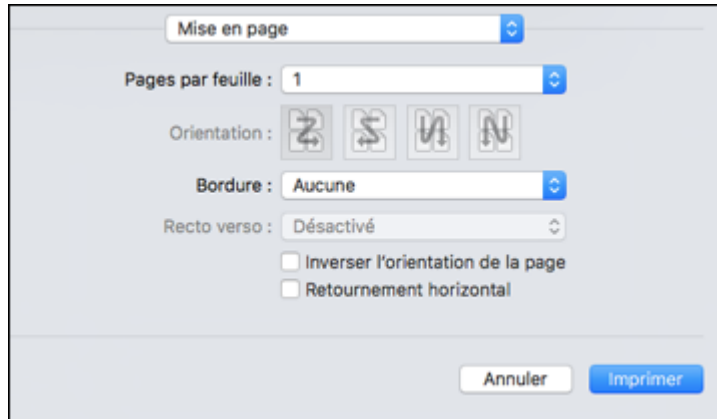 Mise en page
Pages par feuille : 1
Orientation :
Bordure : Aucune
Recto verso : Désactivé
Inverser l'orientation de la page
Retournement horizontal
Annuler Imprimer